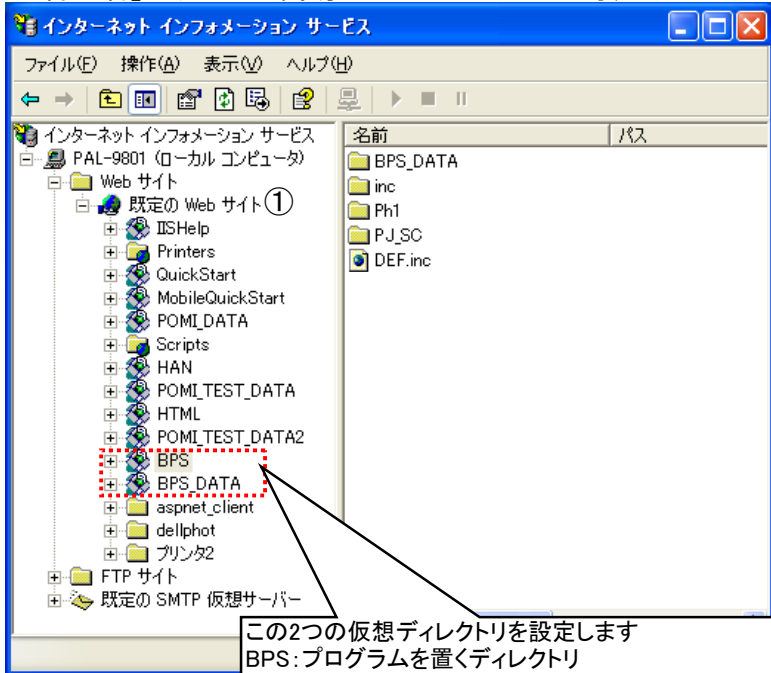 インターネット インフォメーション サービス
ファイル(F) 操作(A) 表示(V) ヘルプ(H)
インターネット インフォメーション サービス
名前 パス
PAL-9801 (ローカル コンピュータ)
BPS_DATA
Web サイト
inc
既定の Web サイト①
Ph1
IISHelp
PJ_SC
Printers
DEF.inc
QuickStart
MobileQuickStart
POMI_DATA
Scripts
HAN
POMI_TEST_DATA
HTML
POMI_TEST_DATA2
BPS
BPS_DATA
aspnet_client
dellphot
プリンタ2
FTP サイト
既定の SMTP 仮想サーバー
この2つの仮想ディレクトリを設定します
BPS:プログラムを置くディレクトリ